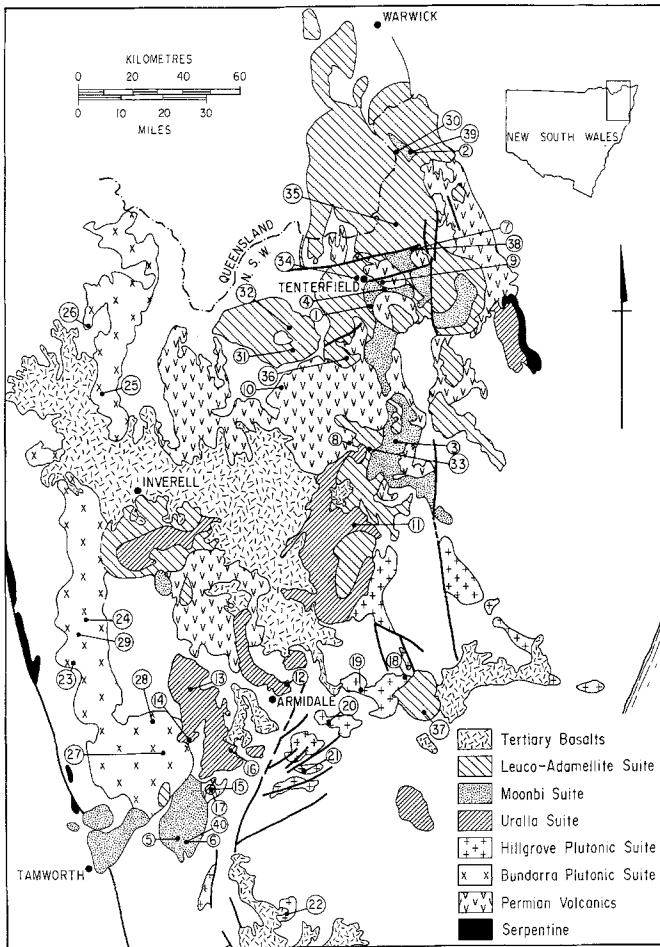 WARWICK
KILOMETRES
0 20 40 60
0 10 20 30
MILES
NEW SOUTH WALES
30
39
2
35
7
38
QUEENSLAND
N. S. W.
34
9
TENTERFIELD
4
1
32
26
31
36
10
25
8
3
33
INVERELL
11
24
29
23
28
14
13
12
ARMIDALE
19
18
20
37
27
16
21
15
17
5
40
6
TAMWORTH
22
Tertiary Basalts
Leuco-Adamellite Suite
Moonbi Suite
Uralla Suite
Hillgrove Plutonic Suite
Bundarra Plutonic Suite
Permian Volcanics
Serpentine